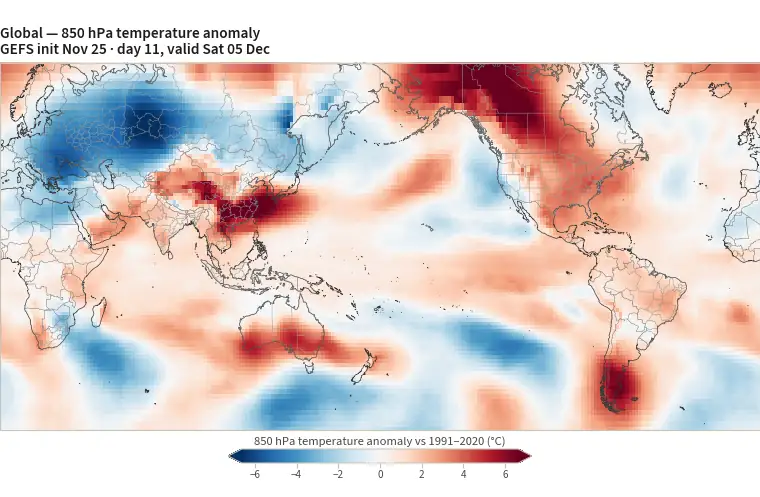 Global — 850 hPa temperature anomaly
GEFS init Nov 25 · day 11, valid Sat 05 Dec
850 hPa temperature anomaly vs 1991–2020 (°C)
−6 −4 −2 0 2 4 6